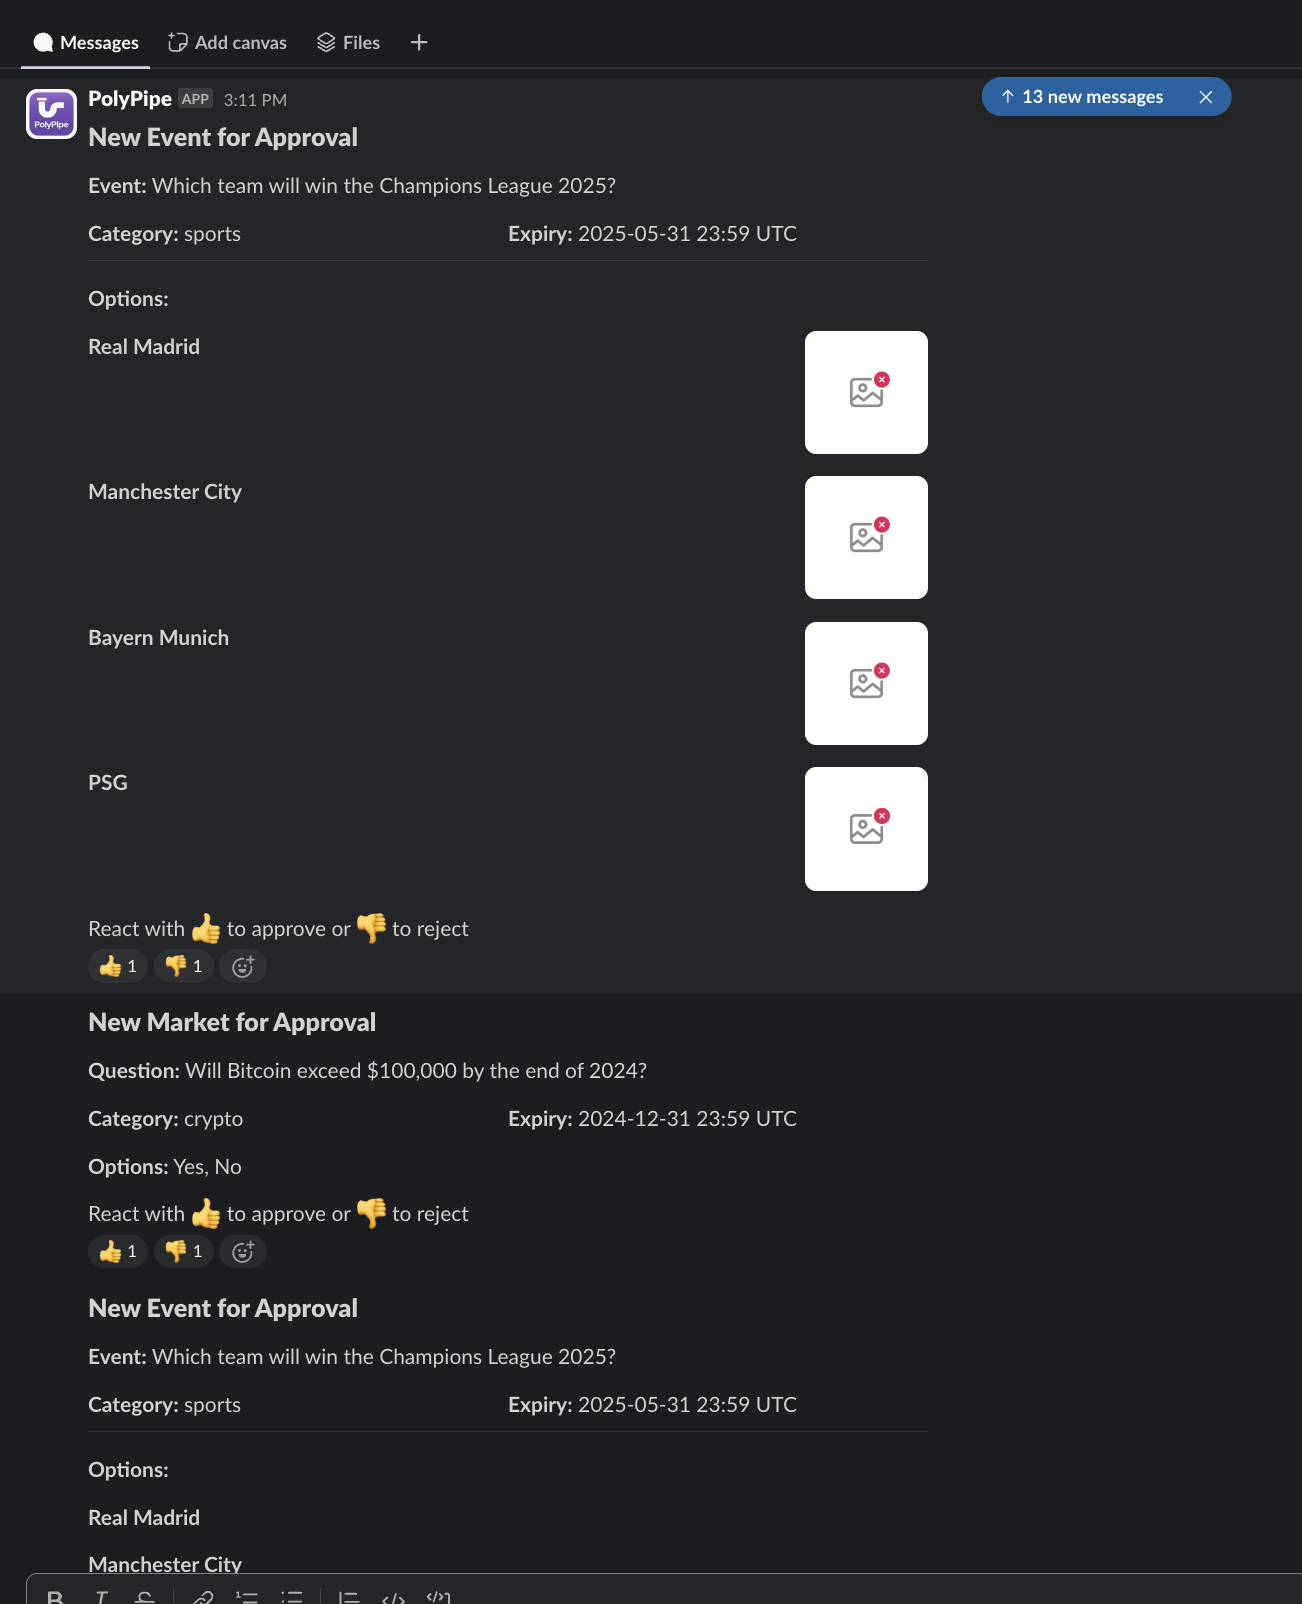 Messages Add canvas Files
PolyPipe
PolyPipe APP 3:11 PM
13 new messages
New Event for Approval
Event: Which team will win the Champions League 2025?
Category: sports Expiry: 2025-05-31 23:59 UTC
Options:
Real Madrid
Manchester City
Bayern Munich
PSG
React with 👍 to approve or 👎 to reject
👍 1 👎 1
New Market for Approval
Question: Will Bitcoin exceed $100,000 by the end of 2024?
Category: crypto Expiry: 2024-12-31 23:59 UTC
Options: Yes, No
React with 👍 to approve or 👎 to reject
👍 1 👎 1
New Event for Approval
Event: Which team will win the Champions League 2025?
Category: sports Expiry: 2025-05-31 23:59 UTC
Options:
Real Madrid
Manchester City